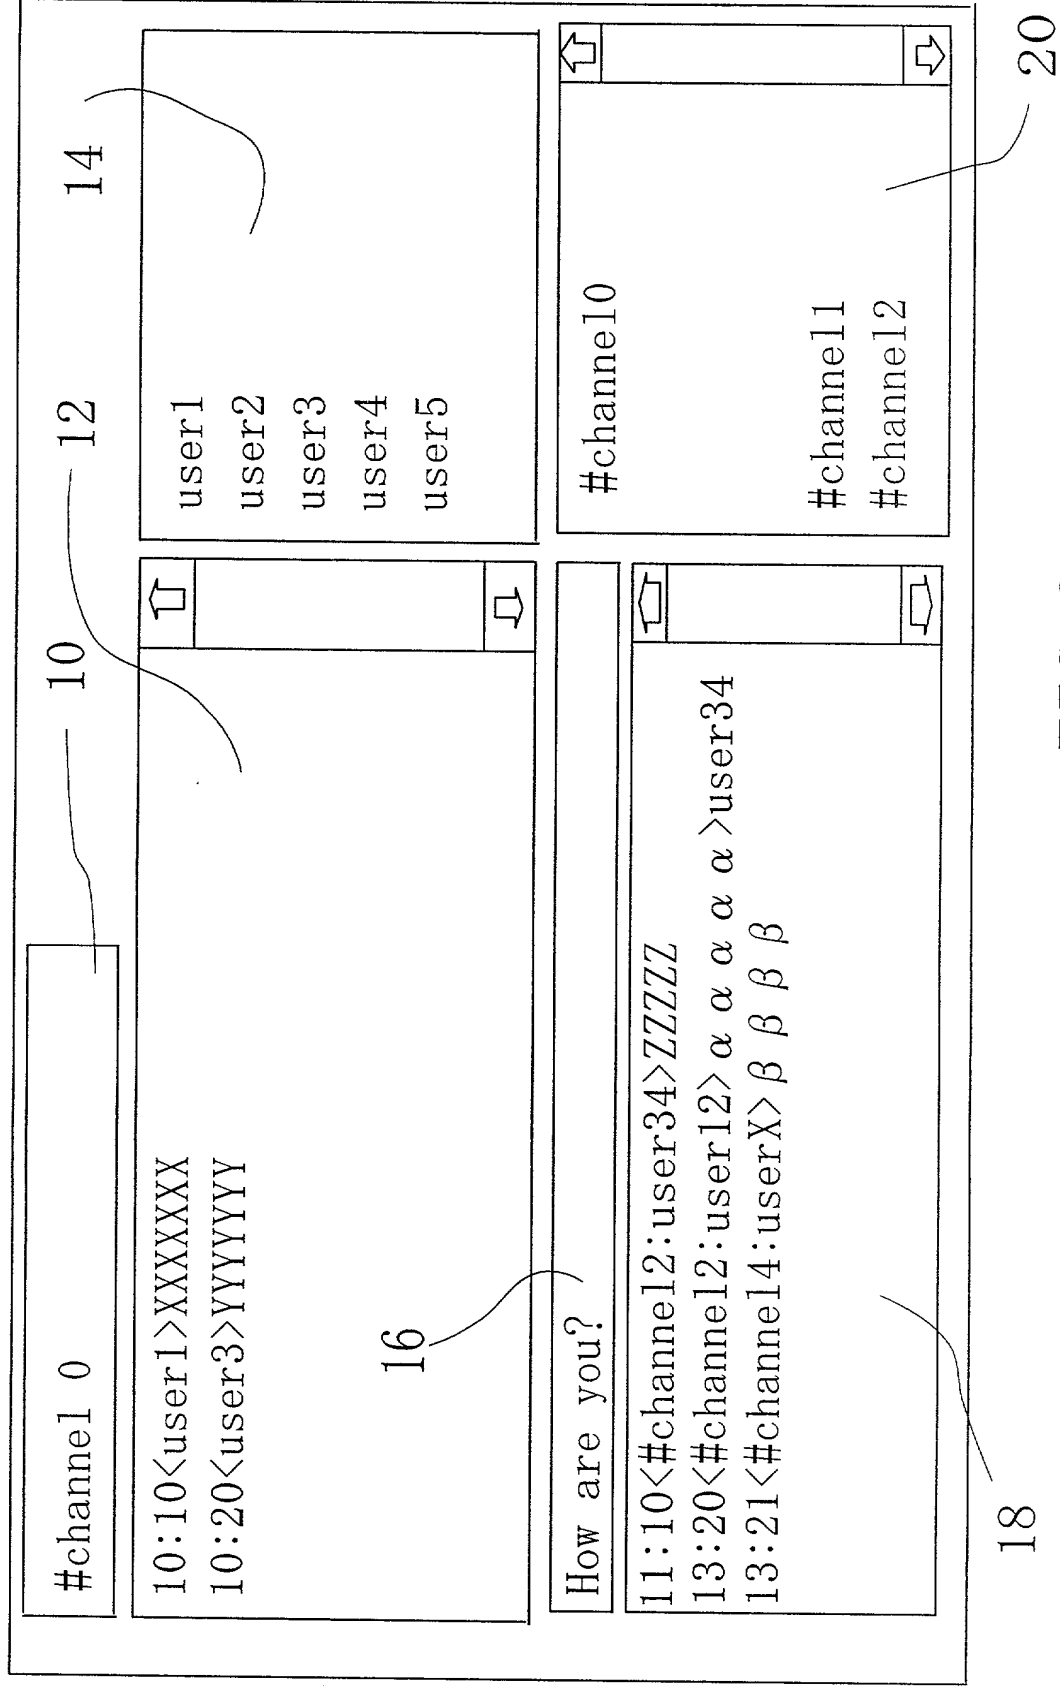 10
12
14
#channel 0
10:10<user1>XXXXXXX
10:20<user3>YYYYYYY
user1
user2
user3
user4
user5
16
How are you?
11:10<#channel2:user34>ZZZZZ
13:20<#channel2:user12>α α α α α >user34
13:21<#channel4:userX>β β β β
#channel0
#channel1
#channel2
18
20